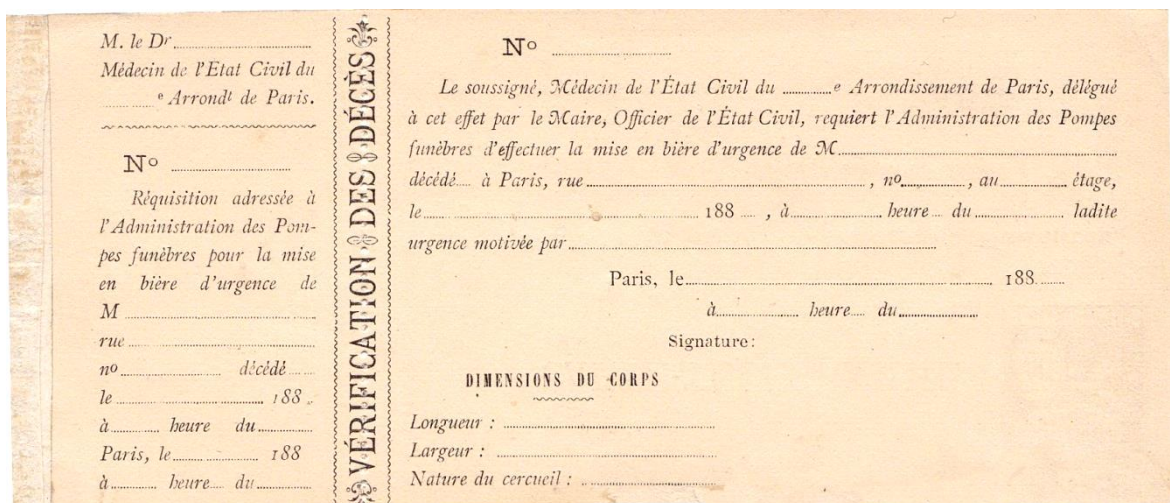 M. le Dr
Médecin de l'Etat Civil du
e Arrondt de Paris.
No
Réquisition adressée à
l'Administration des Pom-
pes funèbres pour la mise
en bière d'urgence de
M
rue
no décédé
le 188
à heure du
Paris, le 188
à heure du
VÉRIFICATION DES DÉCÈS
No
Le soussigné, Médecin de l'État Civil du e Arrondissement de Paris, délégué
à cet effet par le Maire, Officier de l'État Civil, requiert l'Administration des Pompes
funèbres d'effectuer la mise en bière d'urgence de M.
décédé à Paris, rue , no , au étage,
le 188 , à heure du ladite
urgence motivée par
Paris, le 188
à heure du
Signature:
DIMENSIONS DU CORPS
Longueur :
Largeur :
Nature du cercueil :